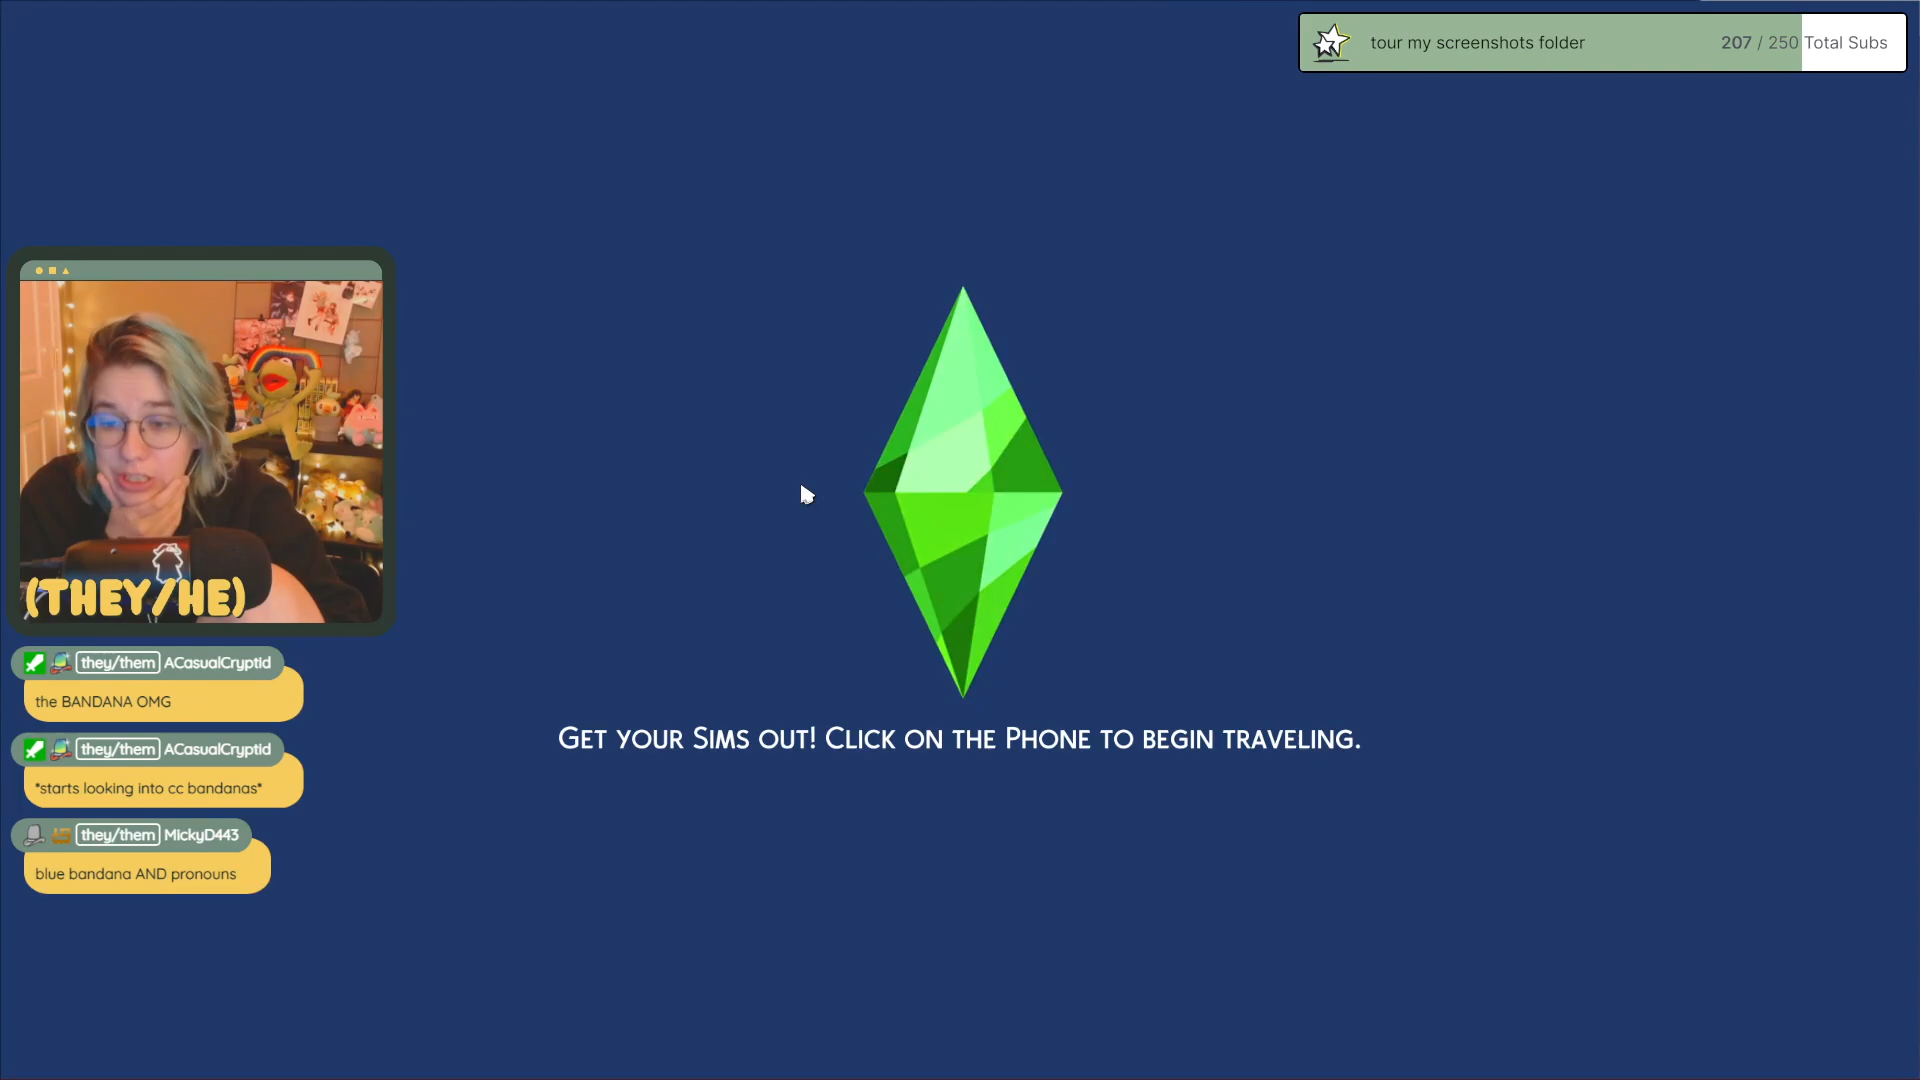 tour my screenshots folder 207 / 250 Total Subs
(THEY/HE)
they/them ACasualCryptid
the BANDANA OMG
they/them ACasualCryptid
*starts looking into cc bandanas*
they/them MickyD443
blue bandana AND pronouns
GET YOUR SIMS OUT! CLICK ON THE PHONE TO BEGIN TRAVELING.